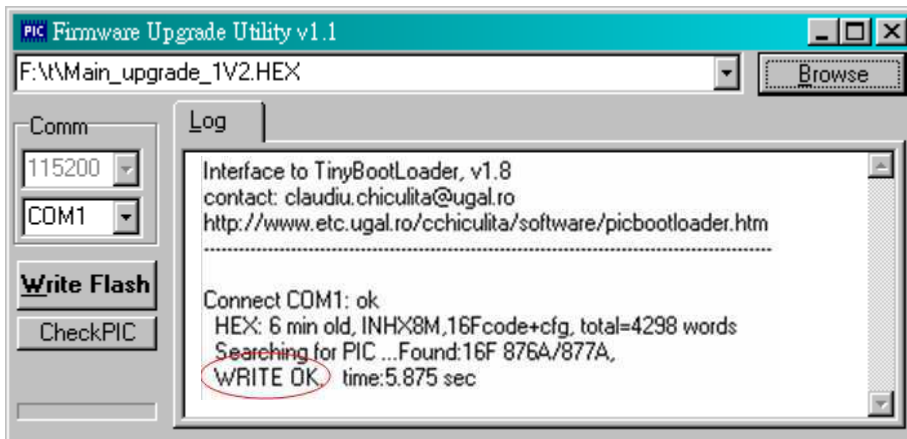 PIC Firmware Upgrade Utility v1.1
F:\t\Main_upgrade_1V2.HEX
Browse
Comm
115200
COM1
Write Flash
CheckPIC
Log
Interface to TinyBootLoader, v1.8
contact: claudiu.chiculita@ugal.ro
http://www.etc.ugal.ro/cchiculita/software/picbootloader.htm
Connect COM1: ok
HEX: 6 min old, INHX8M,16Fcode+cfg, total=4298 words
Searching for PIC ...Found:16F 876A/877A,
WRITE OK, time:5.875 sec